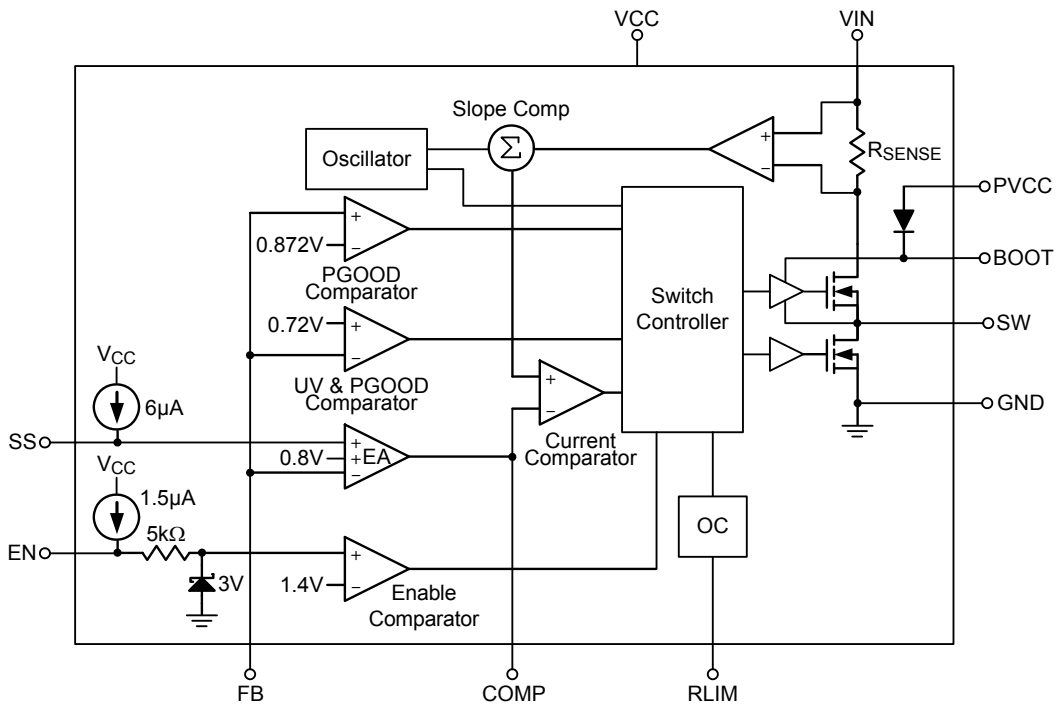 VCC
VIN
Slope Comp
Oscillator
Σ
+
−
RSENSE
PVCC
+
0.872V
−
PGOOD
Comparator
BOOT
Switch
Controller
0.72V
+
−
SW
VCC
UV & PGOOD
Comparator
6µA
+
−
Current
Comparator
GND
SS
+
0.8V
+
EA
−
VCC
1.5µA
5kΩ
OC
EN
+
3V
1.4V
−
Enable
Comparator
FB
COMP
RLIM